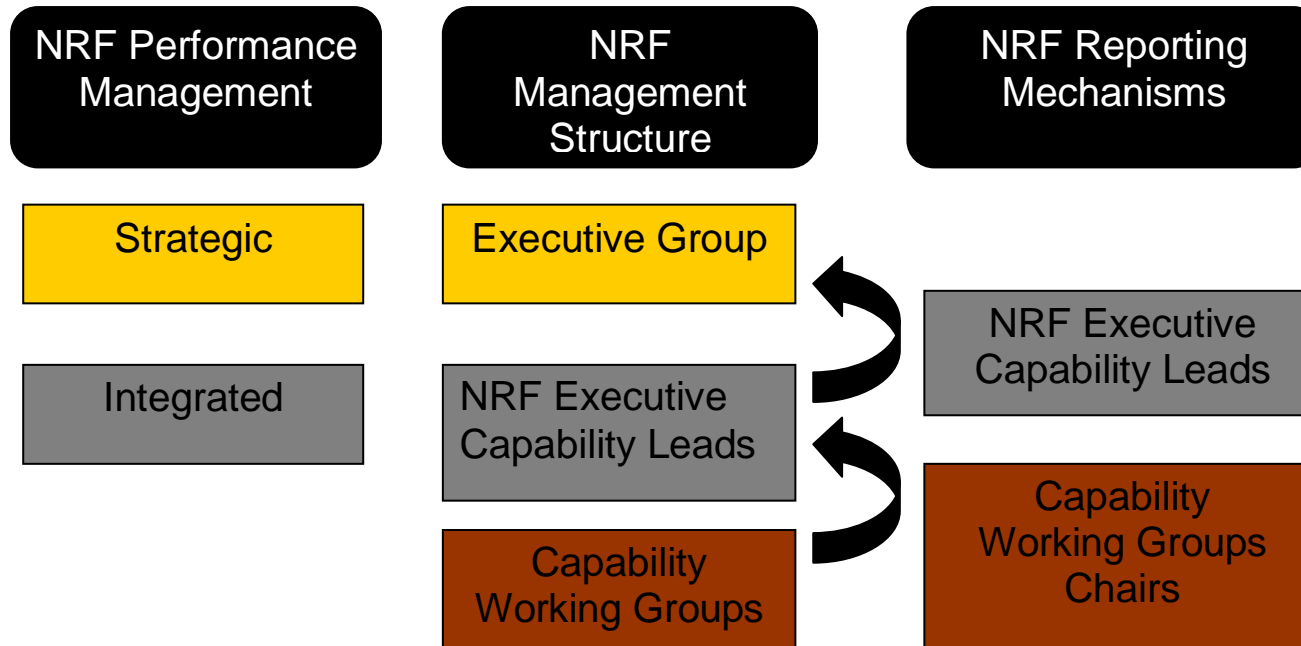 NRF Performance
Management
NRF
Management
Structure
NRF Reporting
Mechanisms
Strategic
Executive Group
NRF Executive
Capability Leads
Integrated
NRF Executive
Capability Leads
Capability
Working Groups
Capability
Working Groups
Chairs